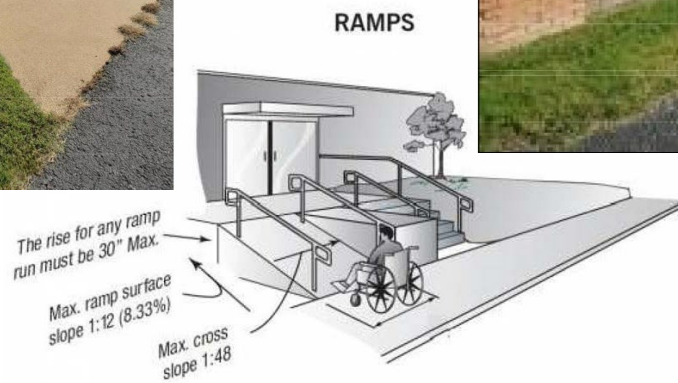 RAMPS
The rise for any ramp
run must be 30" Max.
Max. ramp surface
slope 1:12 (8.33%)
Max. cross
slope 1:48